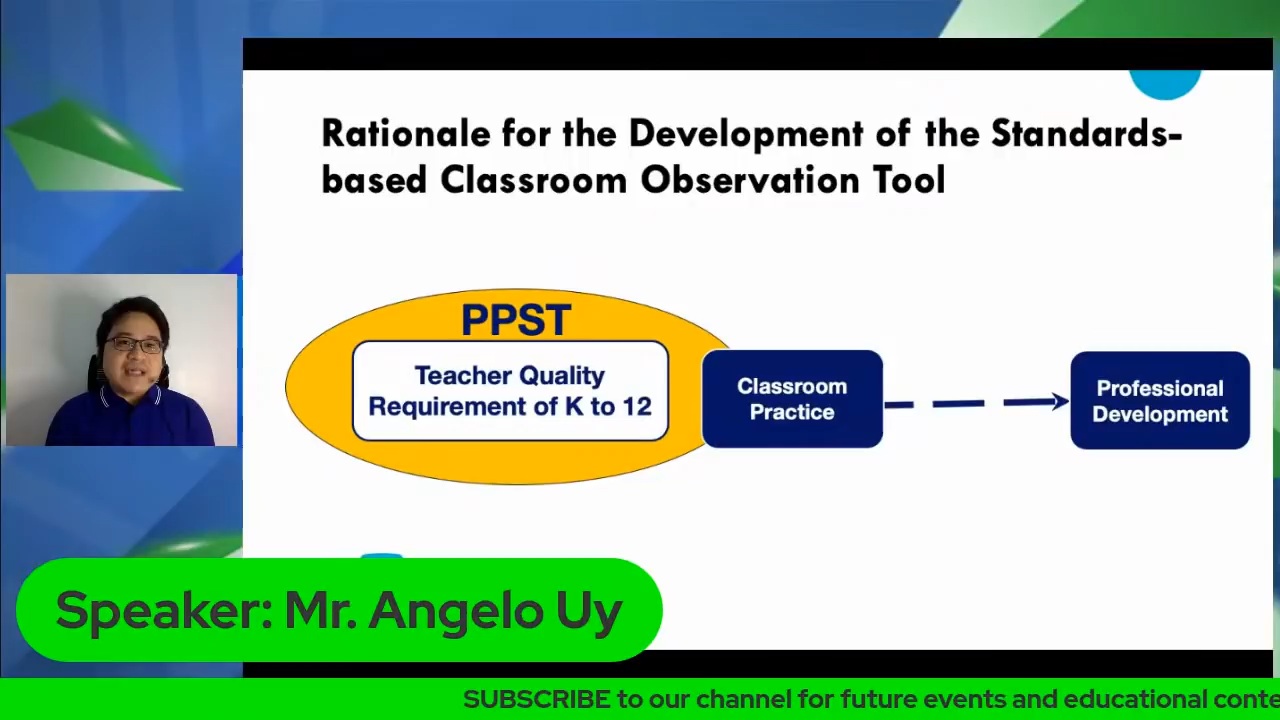 Rationale for the Development of the Standards-
based Classroom Observation Tool
PPST
Teacher Quality
Requirement of K to 12
Classroom
Practice
Professional
Development
Speaker: Mr. Angelo Uy
SUBSCRIBE to our channel for future events and educational conte